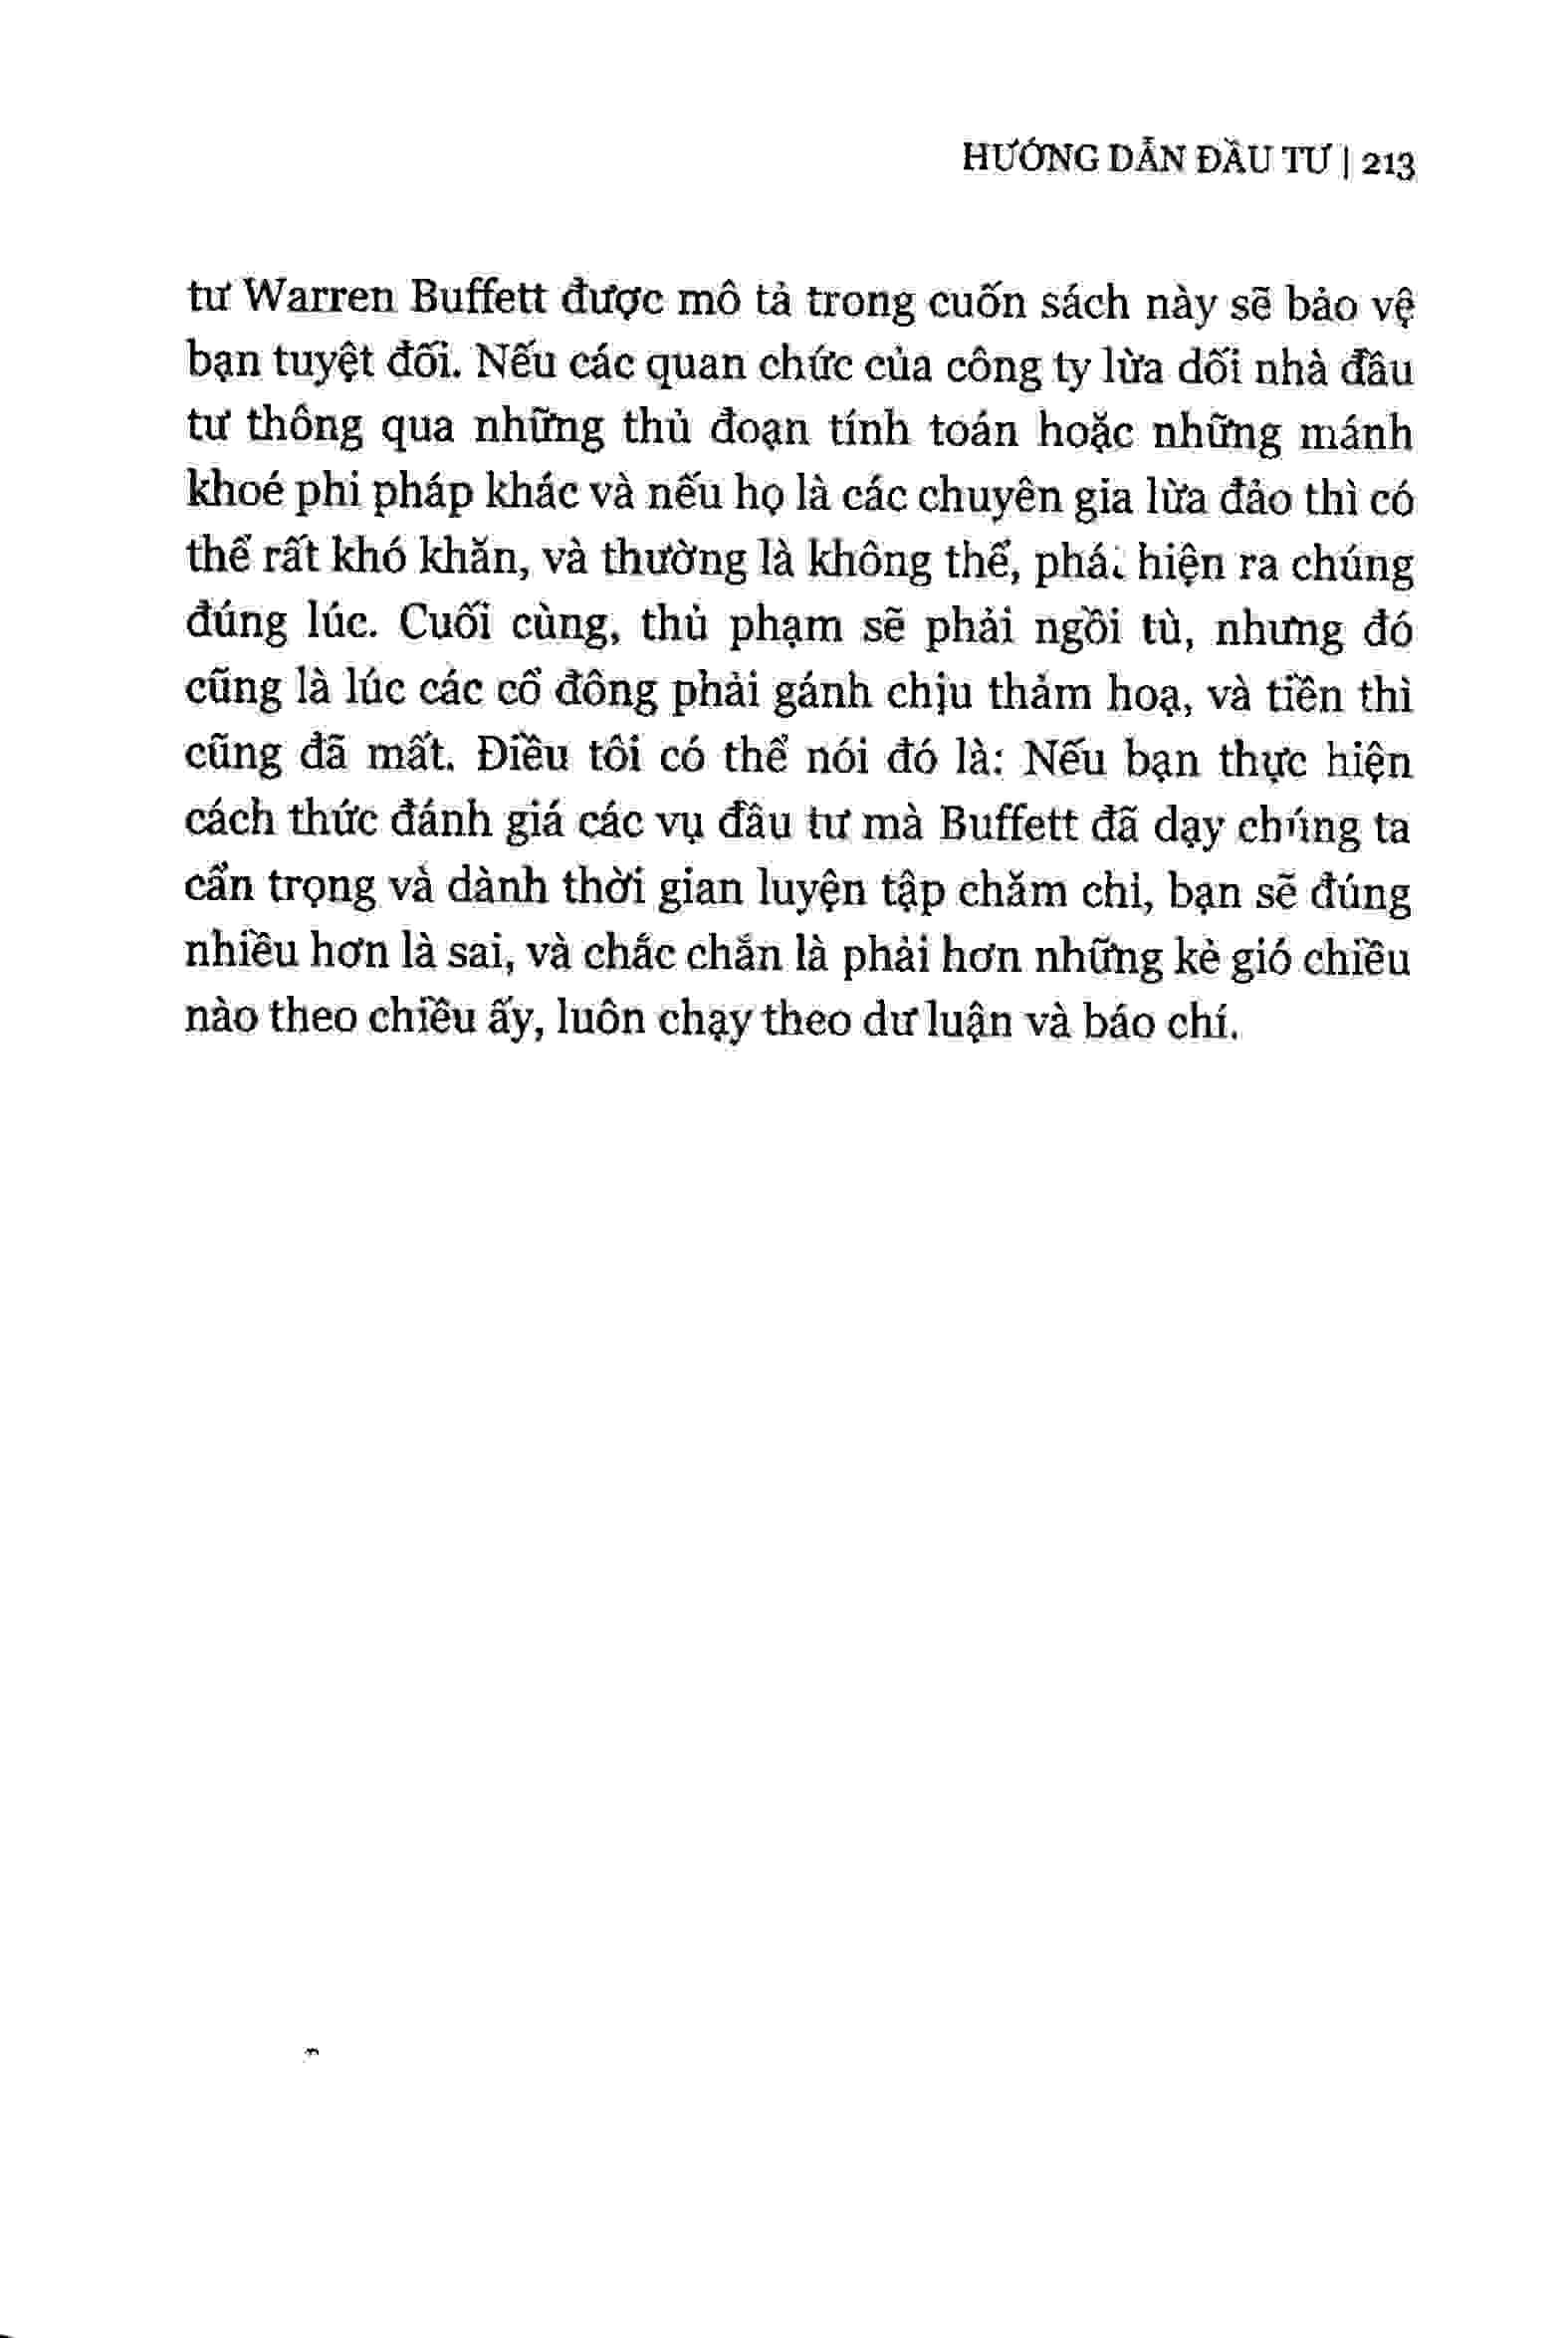 HƯỚNG DẪN ĐẦU TƯ | 213
tư Warren Buffett được mô tả trong cuốn sách này sẽ bảo vệ
bạn tuyệt đối. Nếu các quan chức của công ty lừa dối nhà đầu
tư thông qua những thủ đoạn tính toán hoặc những mánh
khoé phi pháp khác và nếu họ là các chuyên gia lừa đảo thì có
thể rất khó khăn, và thường là không thể, phát hiện ra chúng
đúng lúc. Cuối cùng, thủ phạm sẽ phải ngồi tù, nhưng đó
cũng là lúc các cổ đông phải gánh chịu thảm hoạ, và tiền thì
cũng đã mất. Điều tôi có thể nói đó là: Nếu bạn thực hiện
cách thức đánh giá các vụ đầu tư mà Buffett đã dạy chúng ta
cẩn trọng và dành thời gian luyện tập chăm chỉ, bạn sẽ đúng
nhiều hơn là sai, và chắc chắn là phải hơn những kẻ gió chiều
nào theo chiều ấy, luôn chạy theo dư luận và báo chí.